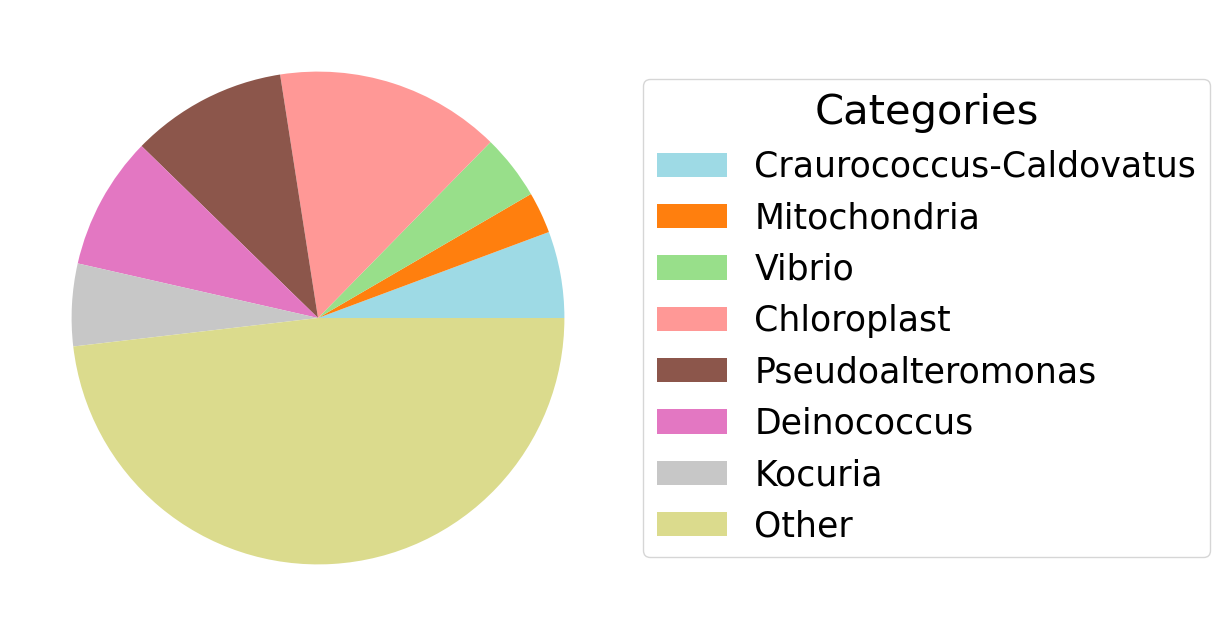 Categories
Craurococcus-Caldovatus
Mitochondria
Vibrio
Chloroplast
Pseudoalteromonas
Deinococcus
Kocuria
Other